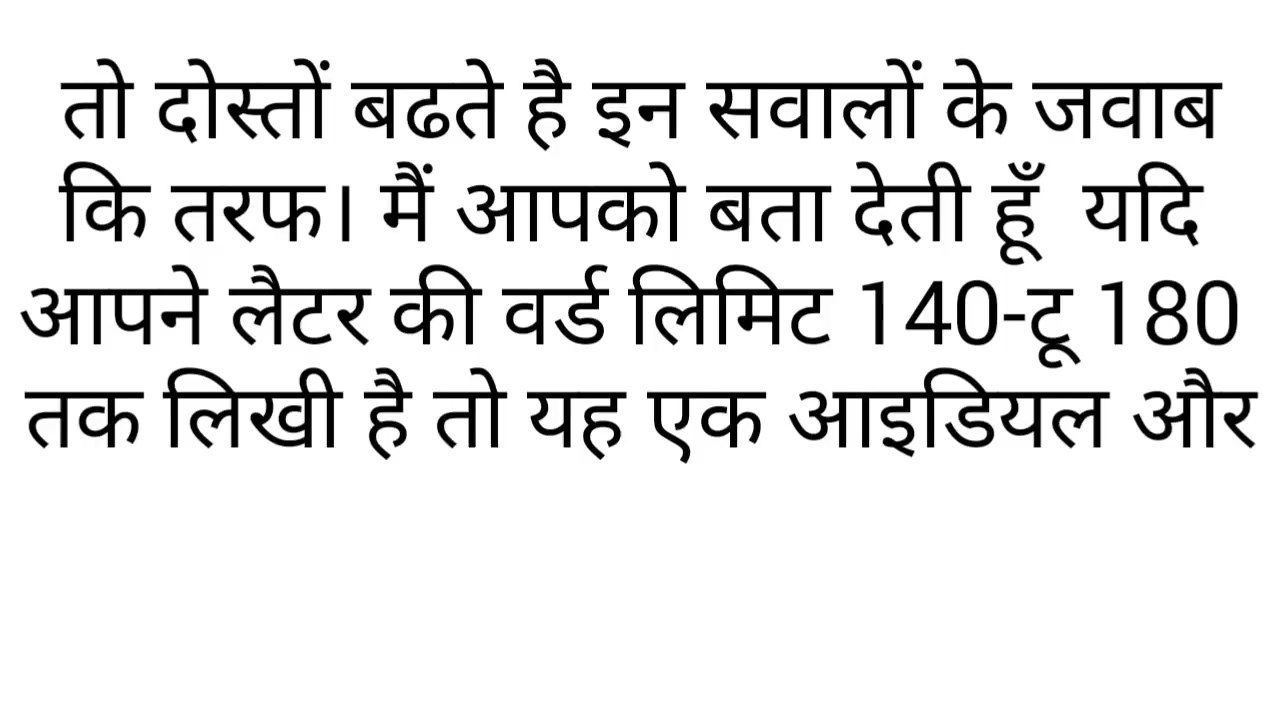 तो दोस्तों बढते है इन सवालों के जवाब
कि तरफ। मैं आपको बता देती हूँ  यदि
आपने लैटर की वर्ड लिमिट 140-टू 180
तक लिखी है तो यह एक आइडियल और